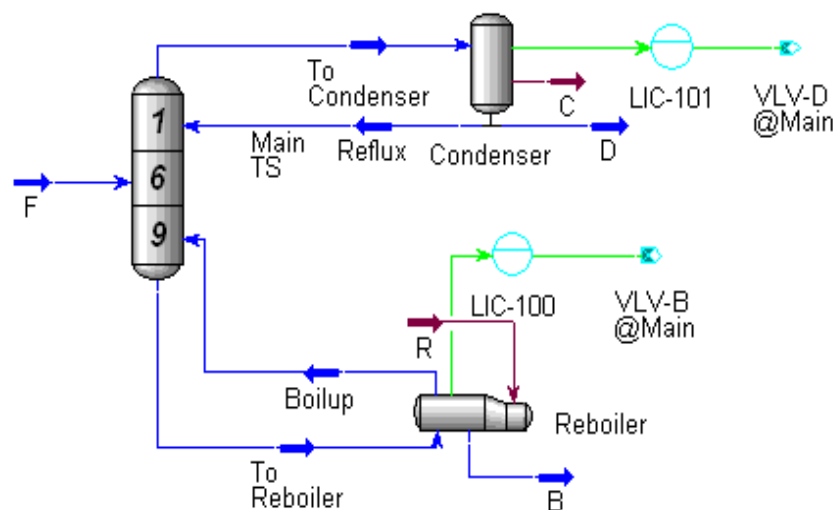 To
Condenser
C
LIC-101
VLV-D
@Main
1
Main
TS
Reflux
Condenser
D
F
6
9
LIC-100
VLV-B
@Main
R
Boilup
Reboiler
To
Reboiler
B